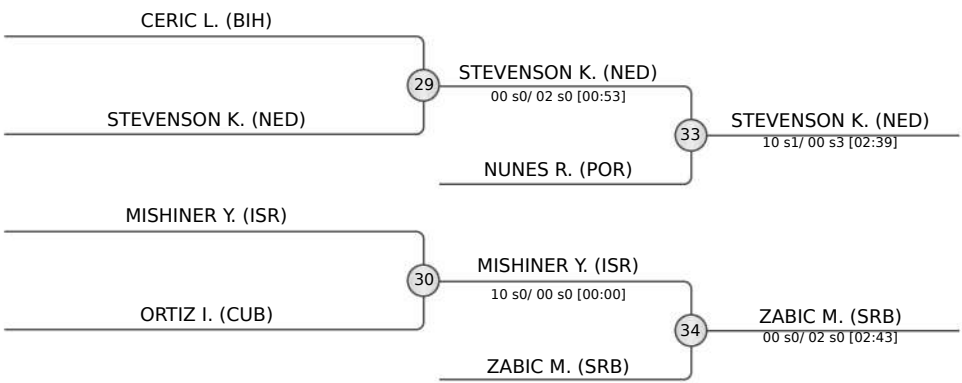 CERIC L. (BIH)
29
STEVENSON K. (NED)
STEVENSON K. (NED)
00 s0/ 02 s0 [00:53]
33
STEVENSON K. (NED)
10 s1/ 00 s3 [02:39]
NUNES R. (POR)
MISHINER Y. (ISR)
30
ORTIZ I. (CUB)
MISHINER Y. (ISR)
10 s0/ 00 s0 [00:00]
34
ZABIC M. (SRB)
00 s0/ 02 s0 [02:43]
ZABIC M. (SRB)